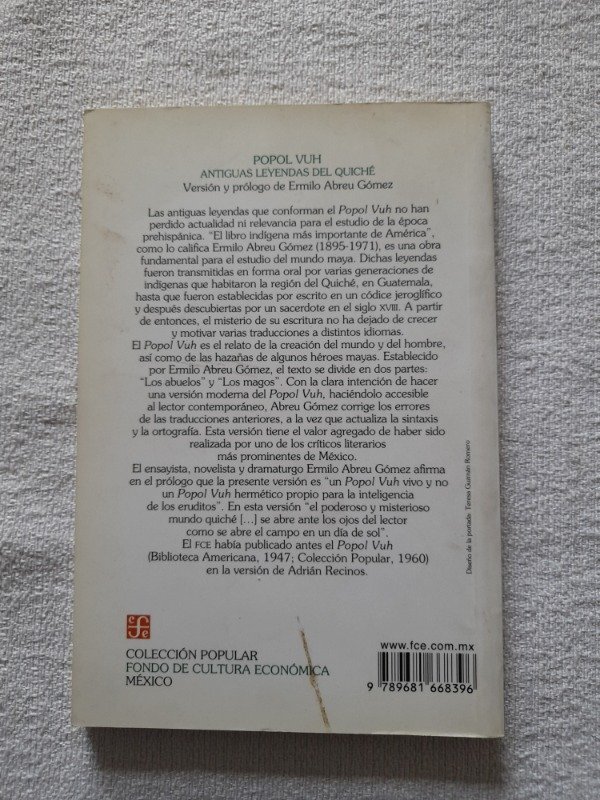 POPOL VUH
ANTIGUAS LEYENDAS DEL QUICHÉ
Versión y prólogo de Ermilo Abreu Gómez
Las antiguas leyendas que conforman el Popol Vuh no han
perdido actualidad ni relevancia para el estudio de la época
prehispánica. “El libro indígena más importante de América”,
como lo califica Ermilo Abreu Gómez (1895-1971), es una obra
fundamental para el estudio del mundo maya. Dichas leyendas
fueron transmitidas en forma oral por varias generaciones de
indígenas que habitaron la región del Quiché, en Guatemala,
hasta que fueron establecidas por escrito en un códice jeroglífico
y después descubiertas por un sacerdote en el siglo XVIII. A partir
de entonces, el misterio de su escritura no ha dejado de crecer
y motivar varias traducciones a distintos idiomas.
El Popol Vuh es el relato de la creación del mundo y del hombre,
así como de las hazañas de algunos héroes mayas. Establecido
por Ermilo Abreu Gómez, el texto se divide en dos partes:
“Los abuelos” y “Los magos”. Con la clara intención de hacer
una versión moderna del Popol Vuh, haciéndolo accesible
al lector contemporáneo, Abreu Gómez corrige los errores
de las traducciones anteriores, a la vez que actualiza la sintaxis
y la ortografía. Esta versión tiene el valor agregado de haber sido
realizada por uno de los críticos literarios
más prominentes de México.
El ensayista, novelista y dramaturgo Ermilo Abreu Gómez afirma
en el prólogo que la presente versión es “un Popol Vuh vivo y no
un Popol Vuh hermético propio para la inteligencia
de los eruditos”. En esta versión “el poderoso y misterioso
mundo quiché [...] se abre ante los ojos del lector
como se abre el campo en un día de sol”.
El FCE había publicado antes el Popol Vuh
(Biblioteca Americana, 1947; Colección Popular, 1960)
en la versión de Adrián Recinos.
Diseño de la portada: Teresa Guzmán Romero
cfe
COLECCIÓN POPULAR
FONDO DE CULTURA ECONÓMICA
MÉXICO
www.fce.com.mx
9 789681 668396